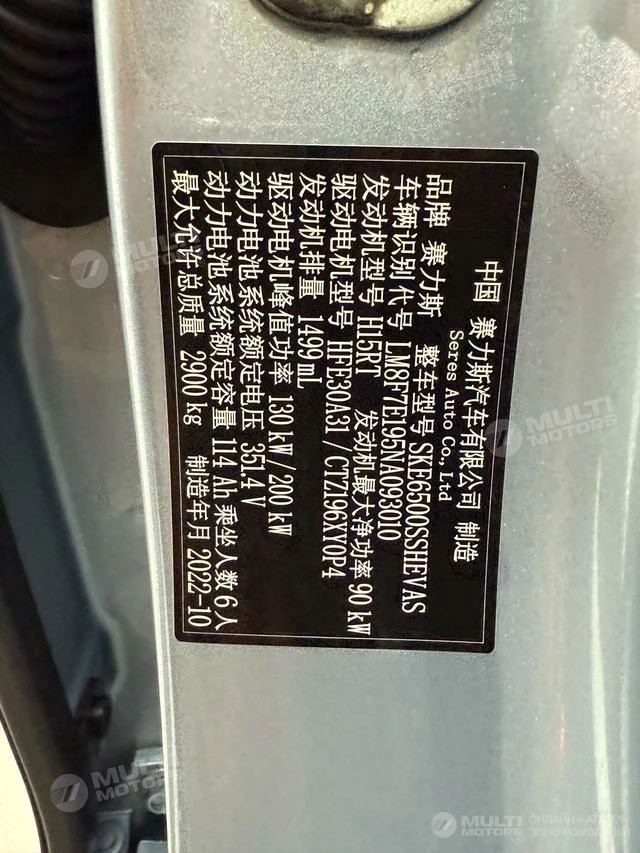 中国 赛力斯汽车有限公司 制造
Seres Auto Co., Ltd
品牌 赛力斯 整车型号 SKE6500SSHEVAS
车辆识别代号 LM8F7E195NA093010
发动机型号 H15RT 发动机最大净功率 90 kW
驱动电机型号 HFE30A31 / CTZ196XY0P4
发动机排量 1499 mL
驱动电机峰值功率 130 kW/200 kW
动力电池系统额定电压 351.4 V
动力电池系统额定容量 114 Ah 乘坐人数 6 人
最大允许总质量 2900 kg 制造年月 2022-10
MULTI
MOTORS
MULTI
MOTORS
MULTI
MOTORS
MULTI
MOTORS
ОНЛАЙН-КАТАЛОГ
ЭЛЕКТРОМОБИЛЕЙ